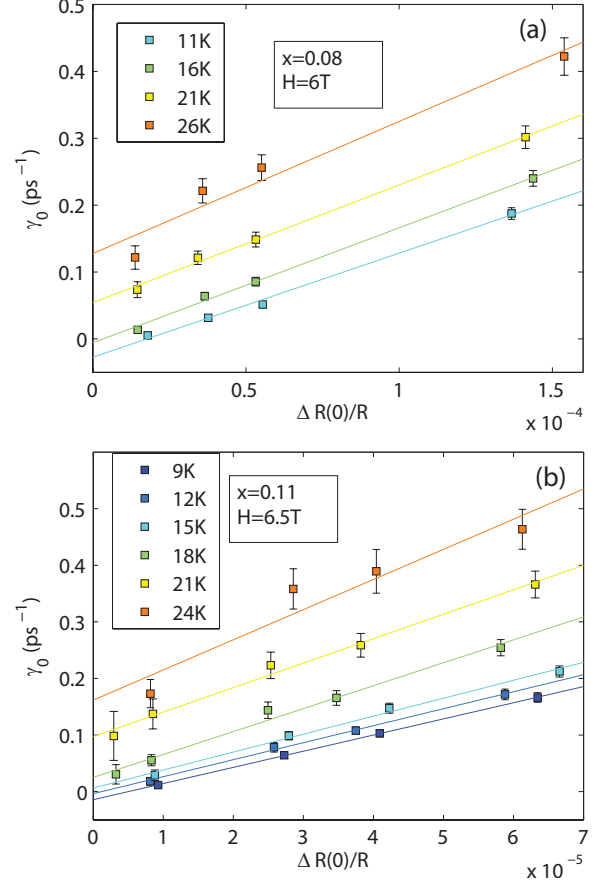 (a)
11K
16K
21K
26K
x=0.08
H=6T
0.5
0.4
0.3
0.2
0.1
0
γ₀ (ps⁻¹)
0 0.5 1 1.5
Δ R(0)/R
x 10⁻⁴
(b)
9K
12K
15K
18K
21K
24K
x=0.11
H=6.5T
0.5
0.4
0.3
0.2
0.1
0
γ₀ (ps⁻¹)
0 1 2 3 4 5 6 7
Δ R(0)/R
x 10⁻⁵